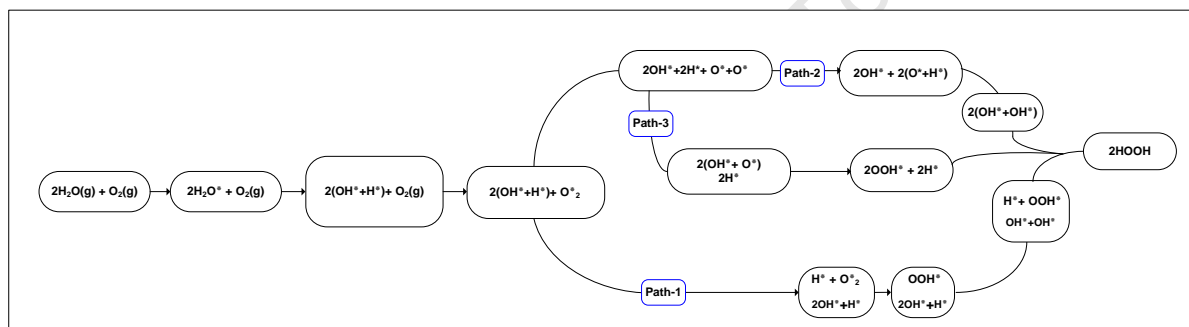 2OH*+2H*+ O*+O*
Path-2
2OH* + 2(O*+H*)
2(OH*+OH*)
Path-3
2HOOH
2(OH*+ O*)
2H*
2OOH* + 2H*
2H₂O(g) + O₂(g)
2H₂O* + O₂(g)
2(OH*+H*)+ O₂(g)
2(OH*+H*)+ O*₂
H*+ OOH*
OH*+OH*
Path-1
H* + O*₂
2OH*+H*
OOH*
2OH*+H*